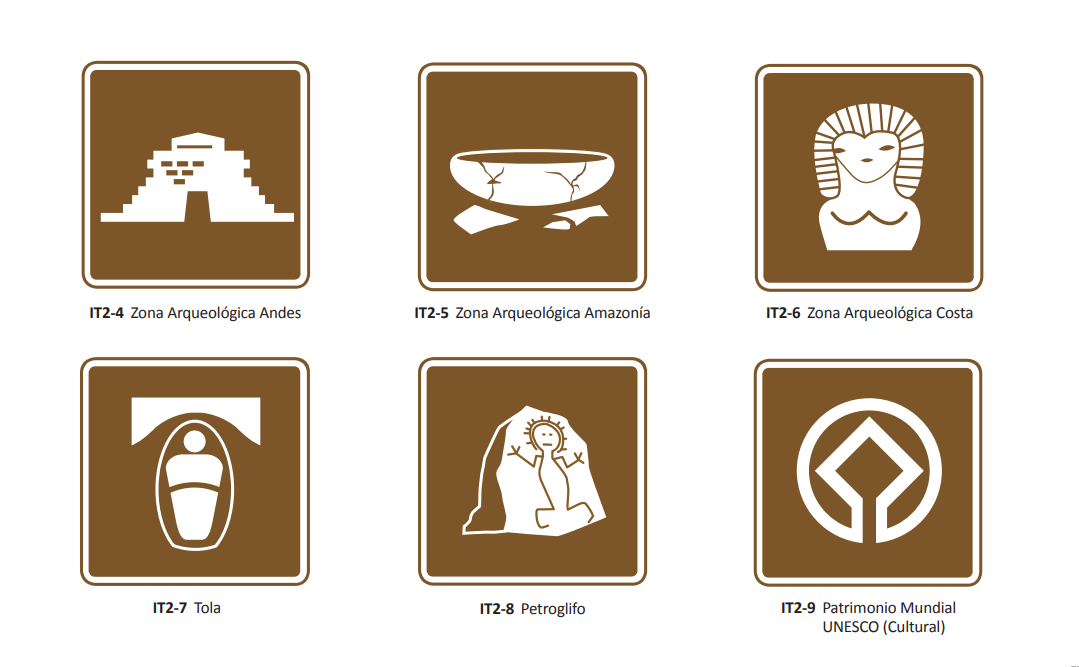 IT2-4 Zona Arqueológica Andes
IT2-5 Zona Arqueológica Amazonía
IT2-6 Zona Arqueológica Costa
IT2-7 Tola
IT2-8 Petroglifo
IT2-9 Patrimonio Mundial
UNESCO (Cultural)